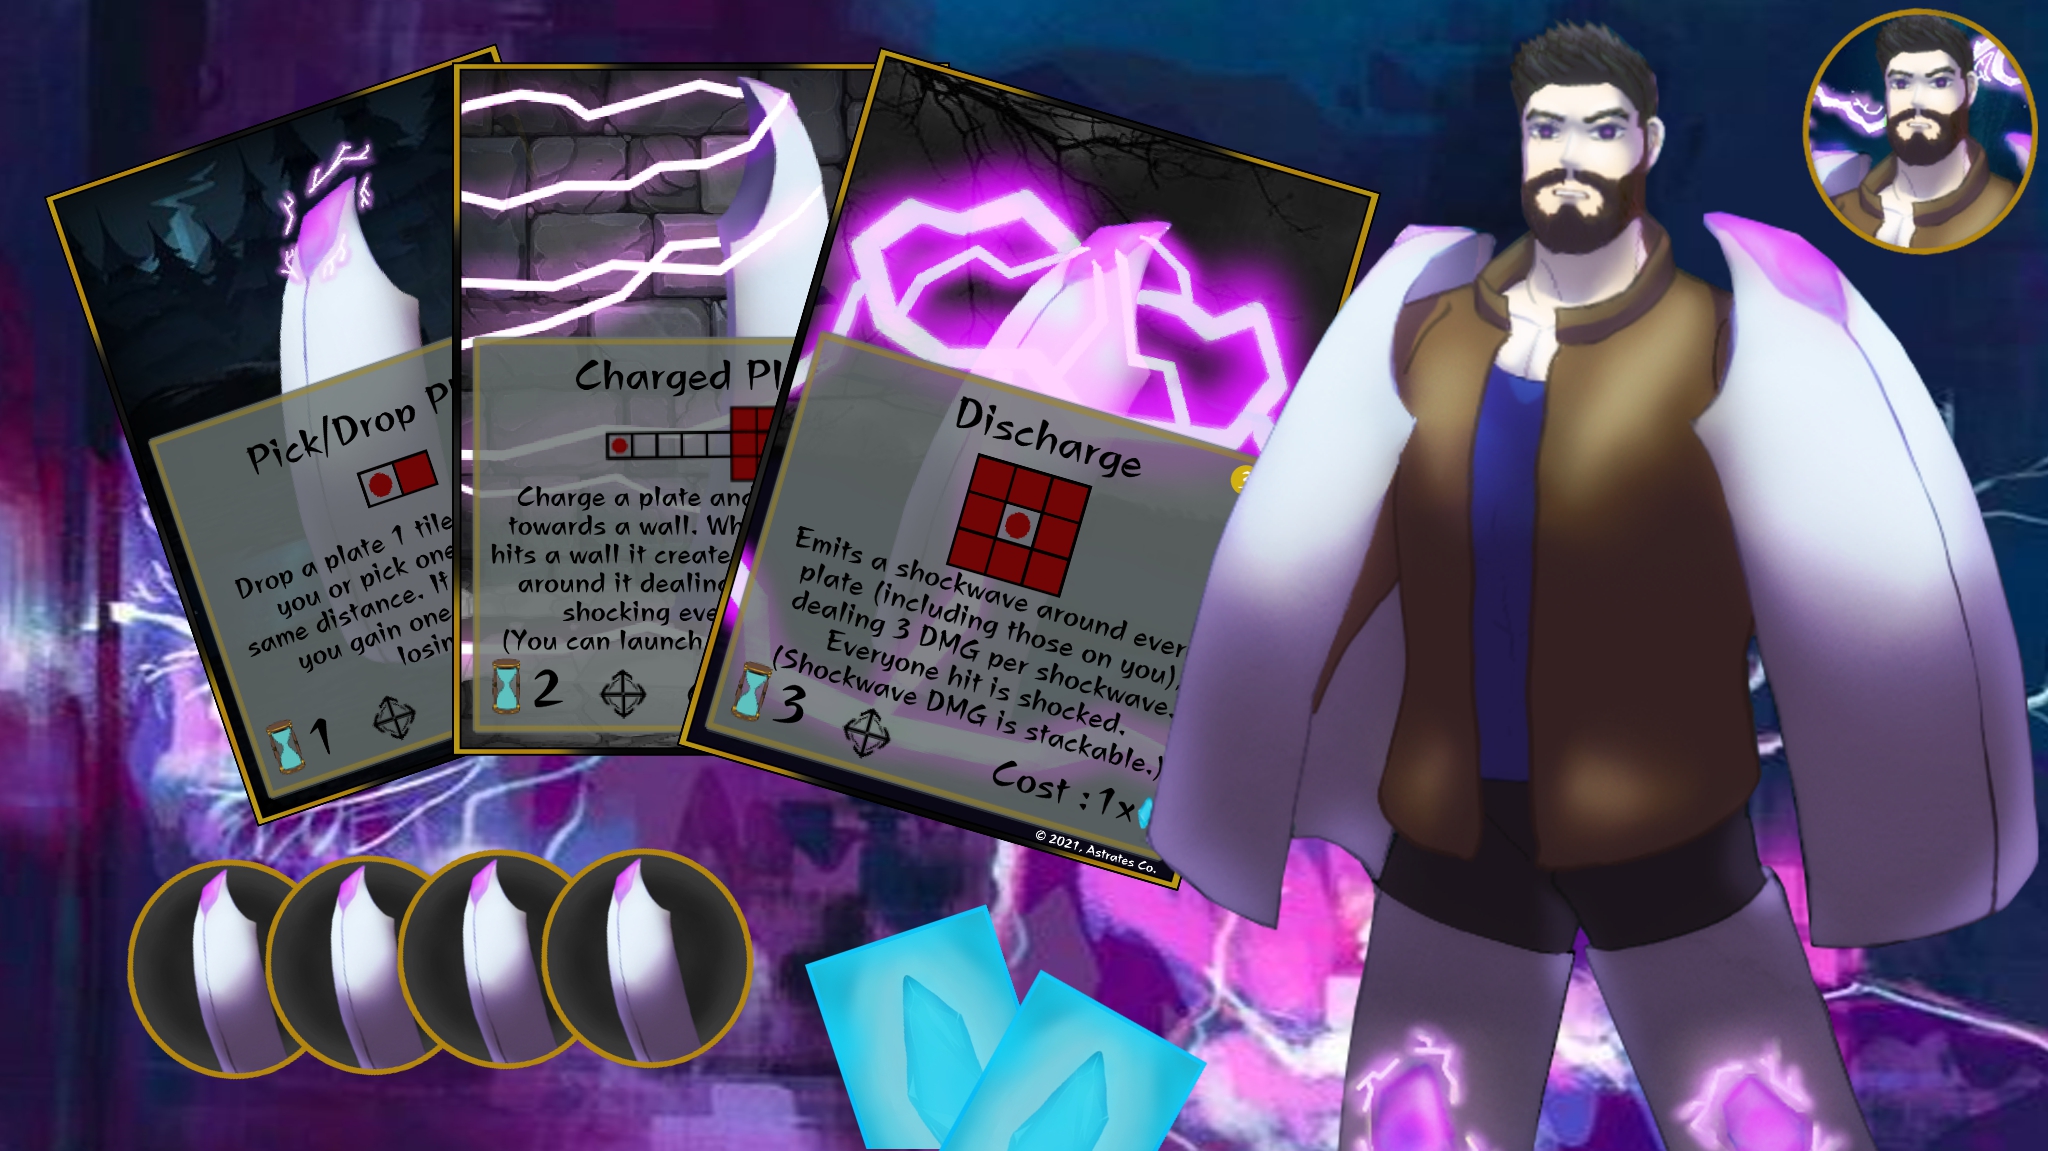 Pick/Drop
Drop a plate 1 tile
you or pick one
same distance. If
you gain one
losin
1
Charged Pl
Charge a plate and
towards a wall. Wh
hits a wall it create
around it dealing
shocking eve
(You can launch
2
Discharge
Emits a shockwave around ever
plate (including those on you),
dealing 3 DMG per shockwave.
Everyone hit is shocked.
(Shockwave DMG is stackable.)
3
Cost : 1x
© 2021, Astrates Co.